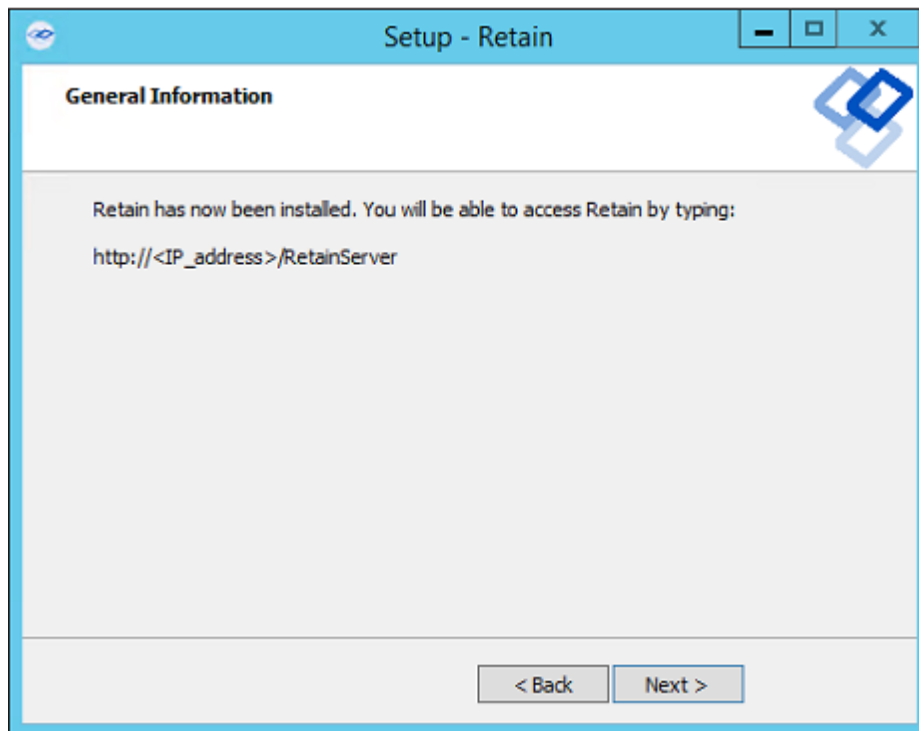 Setup - Retain
X
General Information
Retain has now been installed. You will be able to access Retain by typing:
http://<IP_address>/RetainServer
< Back
Next >